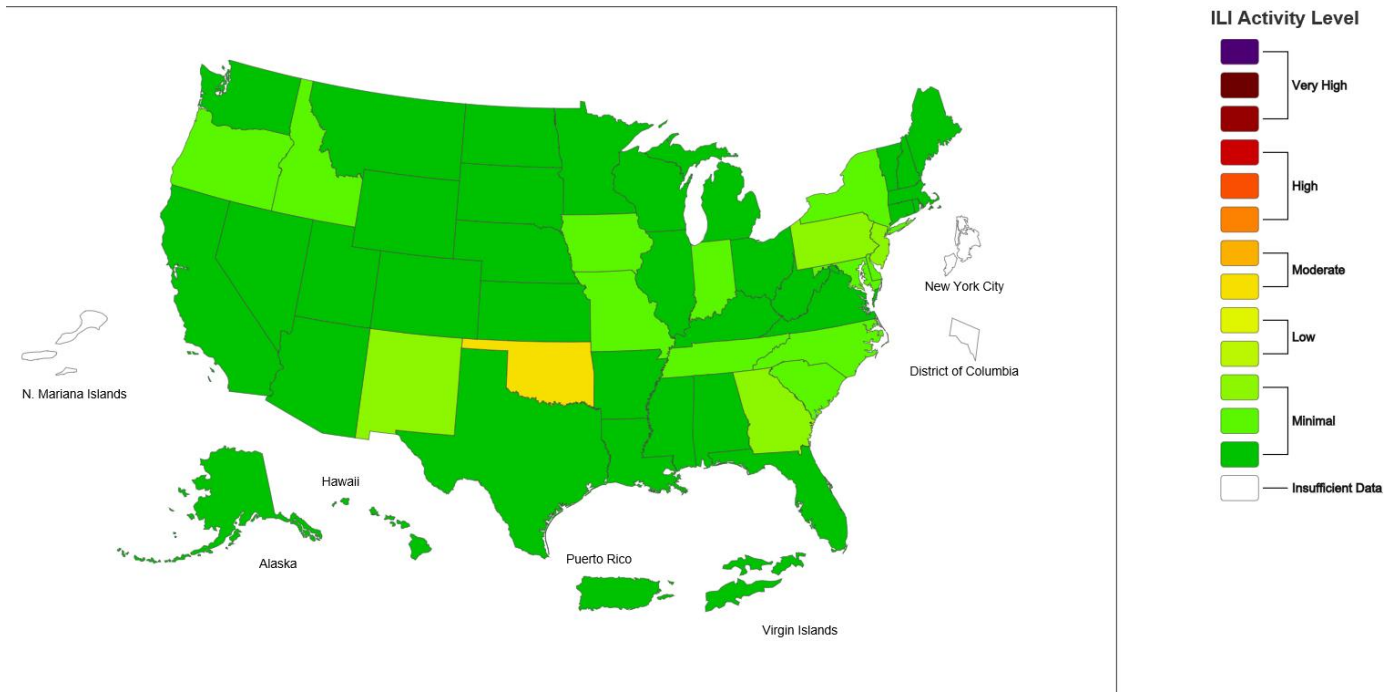 ILI Activity Level
Very High
High
Moderate
Low
Minimal
Insufficient Data
New York City
District of Columbia
N. Mariana Islands
Hawaii
Alaska
Puerto Rico
Virgin Islands